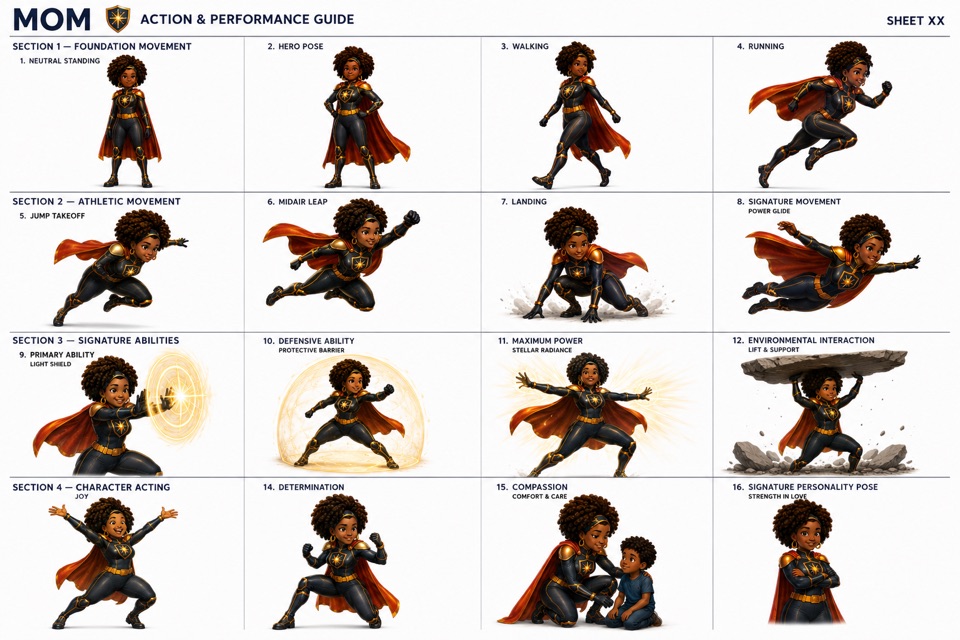 MOM ACTION & PERFORMANCE GUIDE SHEET XX
SECTION 1 — FOUNDATION MOVEMENT
1. NEUTRAL STANDING
2. HERO POSE
3. WALKING
4. RUNNING
SECTION 2 — ATHLETIC MOVEMENT
5. JUMP TAKEOFF
6. MIDAIR LEAP
7. LANDING
8. SIGNATURE MOVEMENT
POWER GLIDE
SECTION 3 — SIGNATURE ABILITIES
9. PRIMARY ABILITY
LIGHT SHIELD
10. DEFENSIVE ABILITY
PROTECTIVE BARRIER
11. MAXIMUM POWER
STELLAR RADIANCE
12. ENVIRONMENTAL INTERACTION
LIFT & SUPPORT
SECTION 4 — CHARACTER ACTING
JOY
14. DETERMINATION
15. COMPASSION
COMFORT & CARE
16. SIGNATURE PERSONALITY POSE
STRENGTH IN LOVE